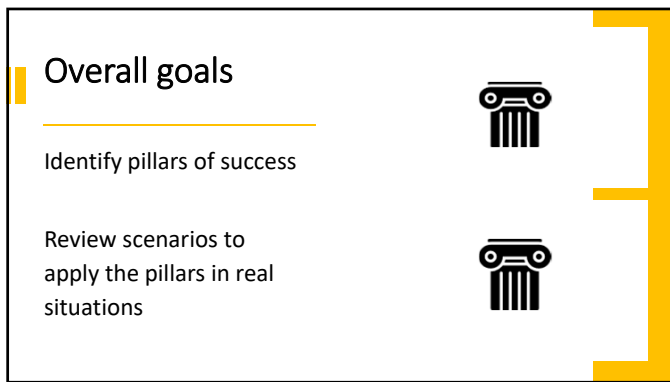 Overall goals
Identify pillars of success
Review scenarios to
apply the pillars in real
situations